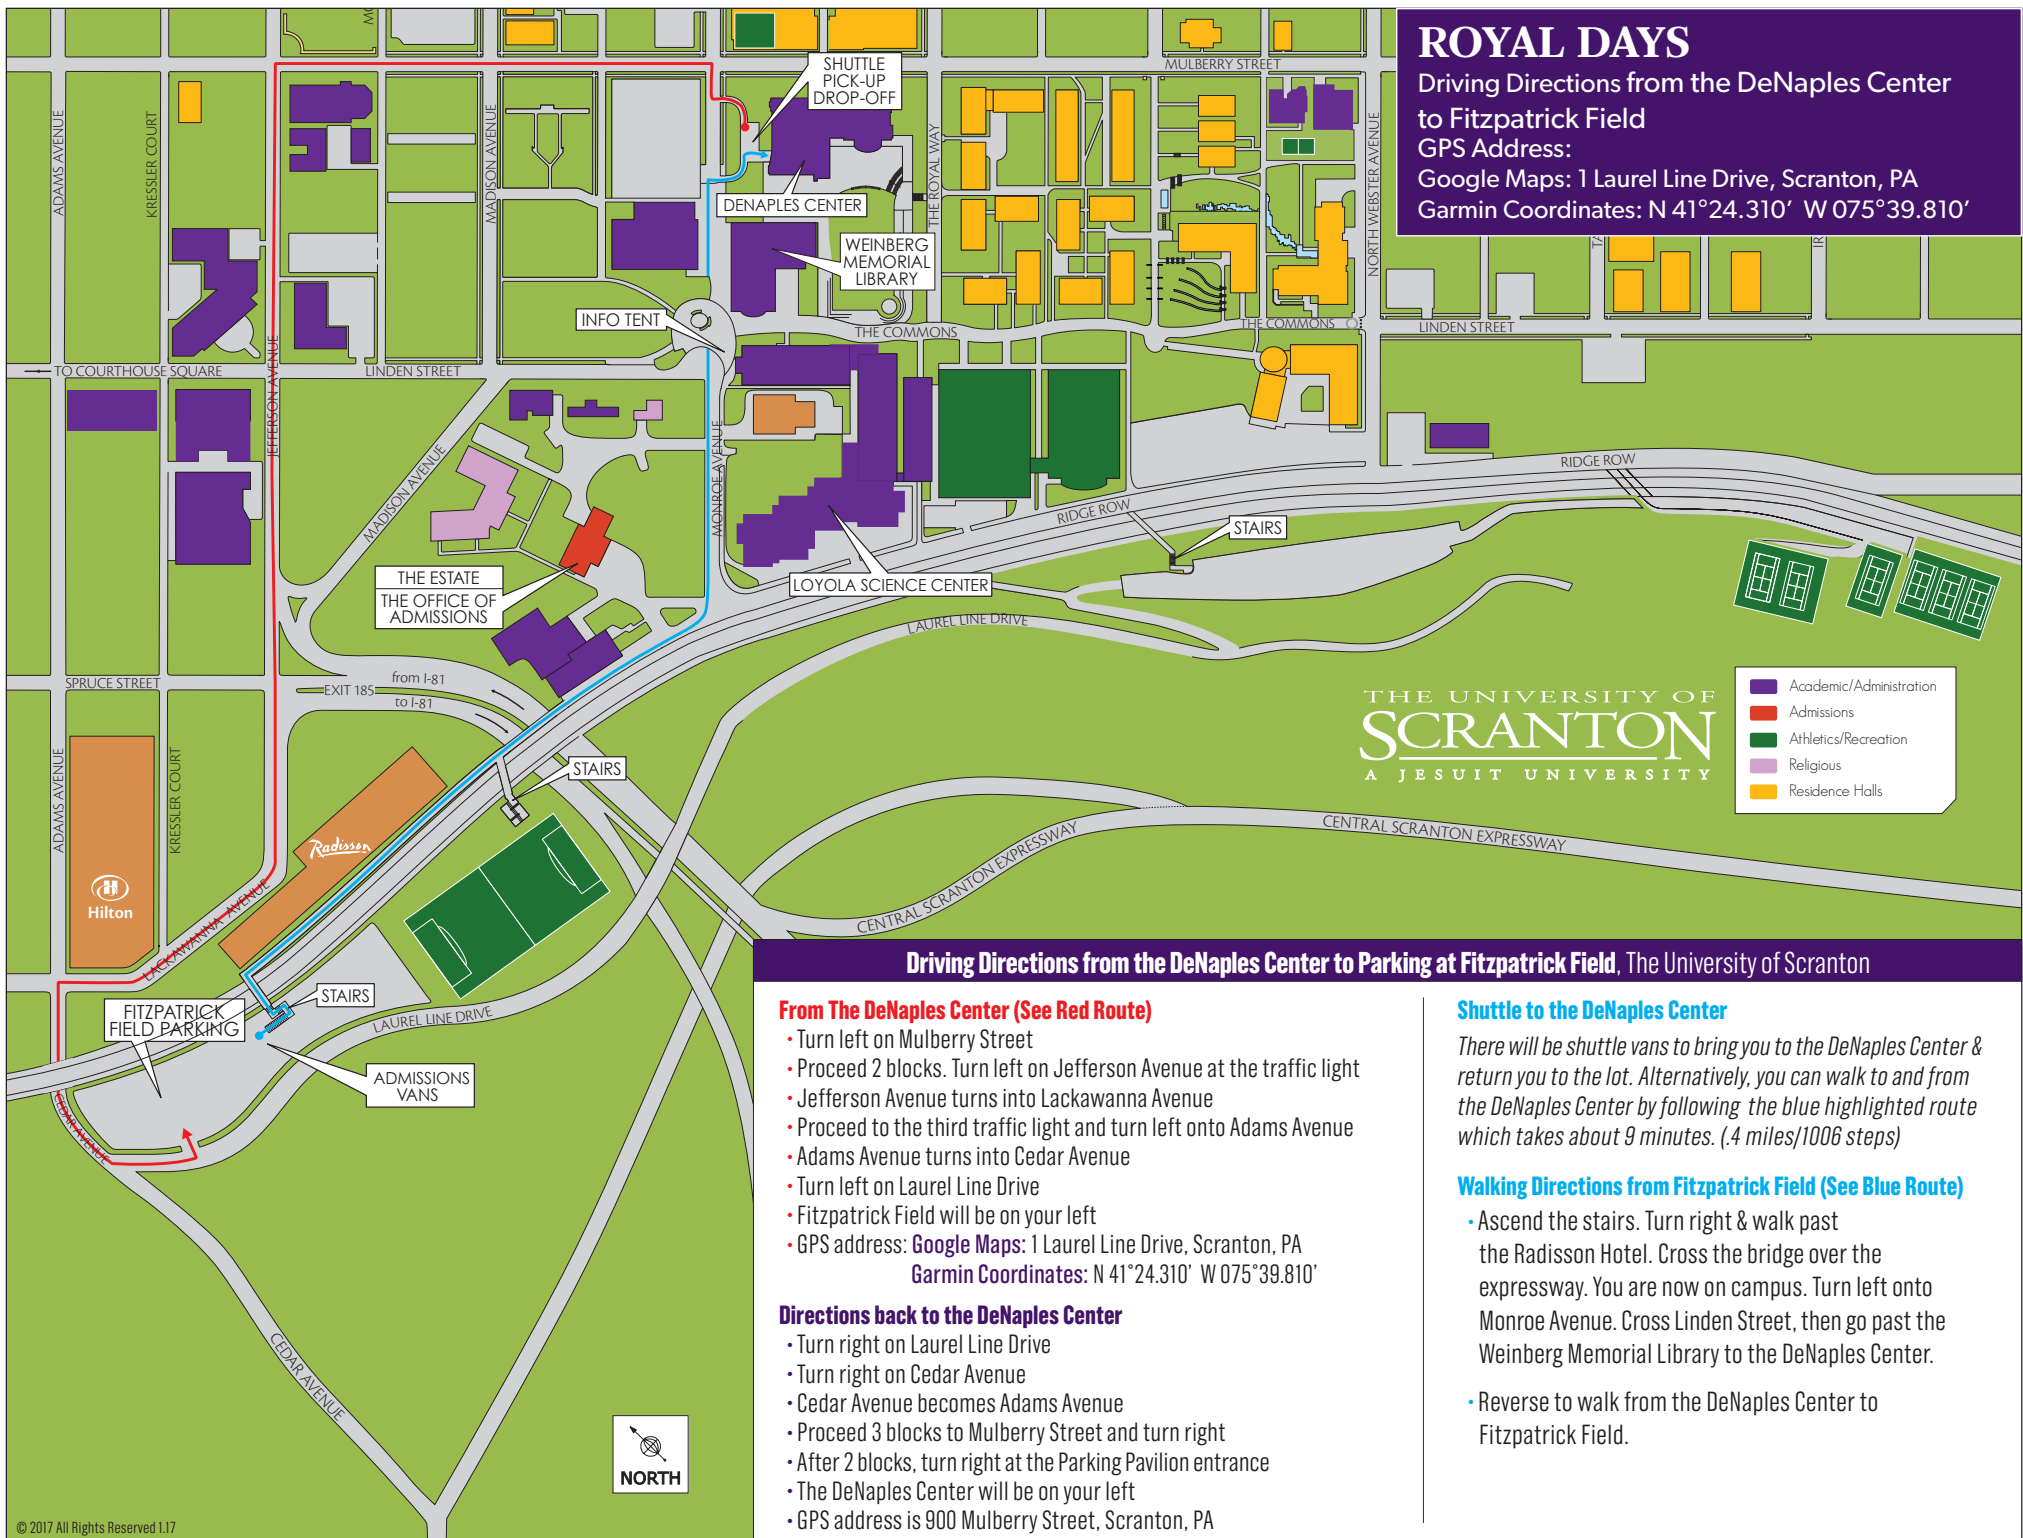 ROYAL DAYS
Driving Directions from the DeNaples Center
to Fitzpatrick Field
GPS Address:
Google Maps: 1 Laurel Line Drive, Scranton, PA
Garmin Coordinates: N 41°24.310' W 075°39.810'
MULBERRY STREET
SHUTTLE
PICK-UP
DROP-OFF
ADAMS AVENUE
KRESSLER COURT
MADISON AVENUE
THE ROYAL WAY
NORTH WEBSTER AVENUE
DENAPLES CENTER
WEINBERG
MEMORIAL
LIBRARY
INFO TENT
THE COMMONS
THE COMMONS
LINDEN STREET
TO COURTHOUSE SQUARE
LINDEN STREET
JEFFERSON AVENUE
MADISON AVENUE
MONROE AVENUE
RIDGE ROW
RIDGE ROW
STAIRS
THE ESTATE
THE OFFICE OF
ADMISSIONS
LOYOLA SCIENCE CENTER
LAUREL LINE DRIVE
SPRUCE STREET
EXIT 185
from I-81
to I-81
THE UNIVERSITY OF
SCRANTON
A JESUIT UNIVERSITY
Academic/Administration
Admissions
Athletics/Recreation
Religious
Residence Halls
ADAMS AVENUE
KRESSLER COURT
STAIRS
Radisson
Hilton
LACKAWANNA AVENUE
CENTRAL SCRANTON EXPRESSWAY
CENTRAL SCRANTON EXPRESSWAY
STAIRS
FITZPATRICK
FIELD PARKING
LAUREL LINE DRIVE
ADMISSIONS
VANS
CEDAR AVENUE
CEDAR AVENUE
NORTH
© 2017 All Rights Reserved 1.17
Driving Directions from the DeNaples Center to Parking at Fitzpatrick Field, The University of Scranton
From The DeNaples Center (See Red Route)
• Turn left on Mulberry Street
• Proceed 2 blocks. Turn left on Jefferson Avenue at the traffic light
• Jefferson Avenue turns into Lackawanna Avenue
• Proceed to the third traffic light and turn left onto Adams Avenue
• Adams Avenue turns into Cedar Avenue
• Turn left on Laurel Line Drive
• Fitzpatrick Field will be on your left
• GPS address: Google Maps: 1 Laurel Line Drive, Scranton, PA
Garmin Coordinates: N 41°24.310' W 075°39.810'
Directions back to the DeNaples Center
• Turn right on Laurel Line Drive
• Turn right on Cedar Avenue
• Cedar Avenue becomes Adams Avenue
• Proceed 3 blocks to Mulberry Street and turn right
• After 2 blocks, turn right at the Parking Pavilion entrance
• The DeNaples Center will be on your left
• GPS address is 900 Mulberry Street, Scranton, PA
Shuttle to the DeNaples Center
There will be shuttle vans to bring you to the DeNaples Center &
return you to the lot. Alternatively, you can walk to and from
the DeNaples Center by following the blue highlighted route
which takes about 9 minutes. (.4 miles/1006 steps)
Walking Directions from Fitzpatrick Field (See Blue Route)
• Ascend the stairs. Turn right & walk past
the Radisson Hotel. Cross the bridge over the
expressway. You are now on campus. Turn left onto
Monroe Avenue. Cross Linden Street, then go past the
Weinberg Memorial Library to the DeNaples Center.
• Reverse to walk from the DeNaples Center to
Fitzpatrick Field.